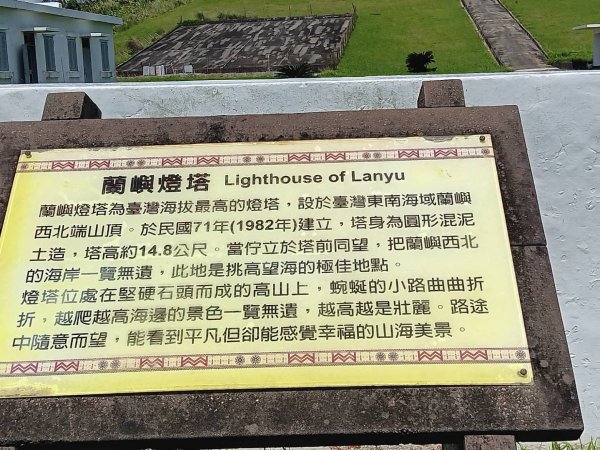 蘭嶼燈塔 Lighthouse of Lanyu
蘭嶼燈塔為臺灣海拔最高的燈塔，設於臺灣東南海域蘭嶼
西北端山頂。於民國71年(1982年)建立，塔身為圓形混泥
土造，塔高約14.8公尺。當佇立於塔前同望，把蘭嶼西北
的海岸一覽無遺，此地是挑高望海的極佳地點。
燈塔位處在堅硬石頭而成的高山上，蜿蜒的小路曲曲折
折，越爬越高海邊的景色一覽無遺，越高越是壯麗。路途
中隨意而望，能看到平凡但卻能感覺幸福的山海美景。